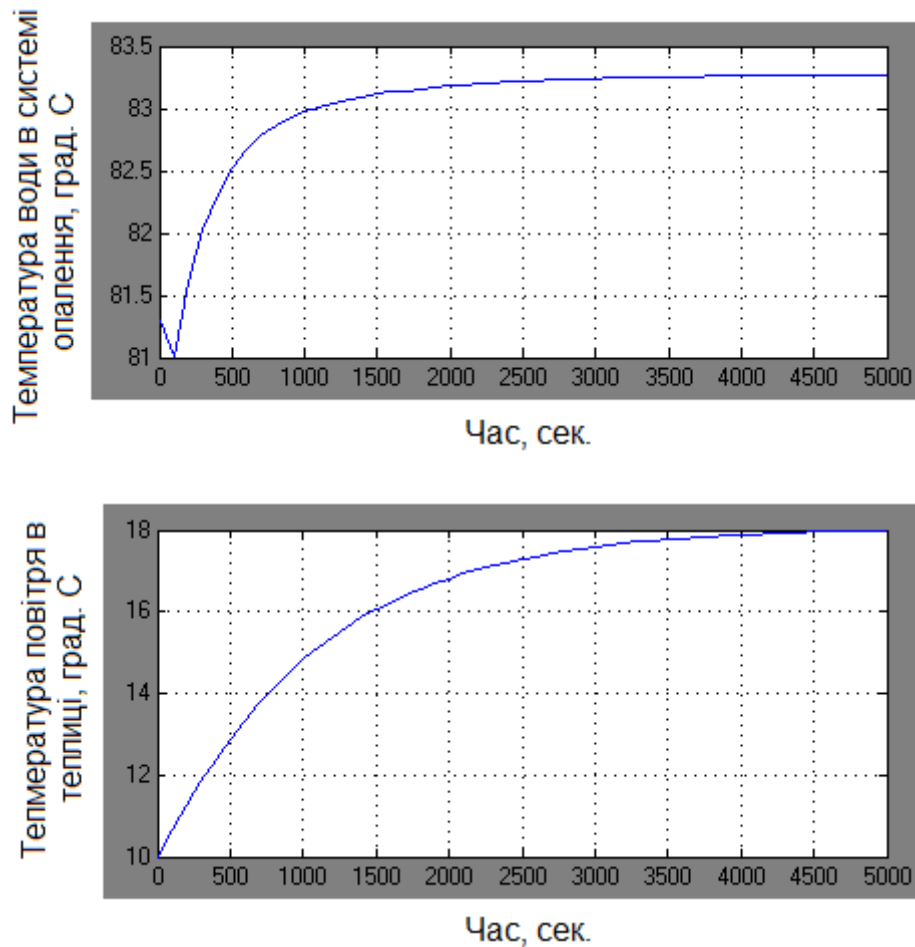 Температура води в системі
опалення, град. С
83.5
83
82.5
82
81.5
81
0 500 1000 1500 2000 2500 3000 3500 4000 4500 5000
Час, сек.
Тепмература повітря в
теплиці, град. С
18
16
14
12
10
0 500 1000 1500 2000 2500 3000 3500 4000 4500 5000
Час, сек.